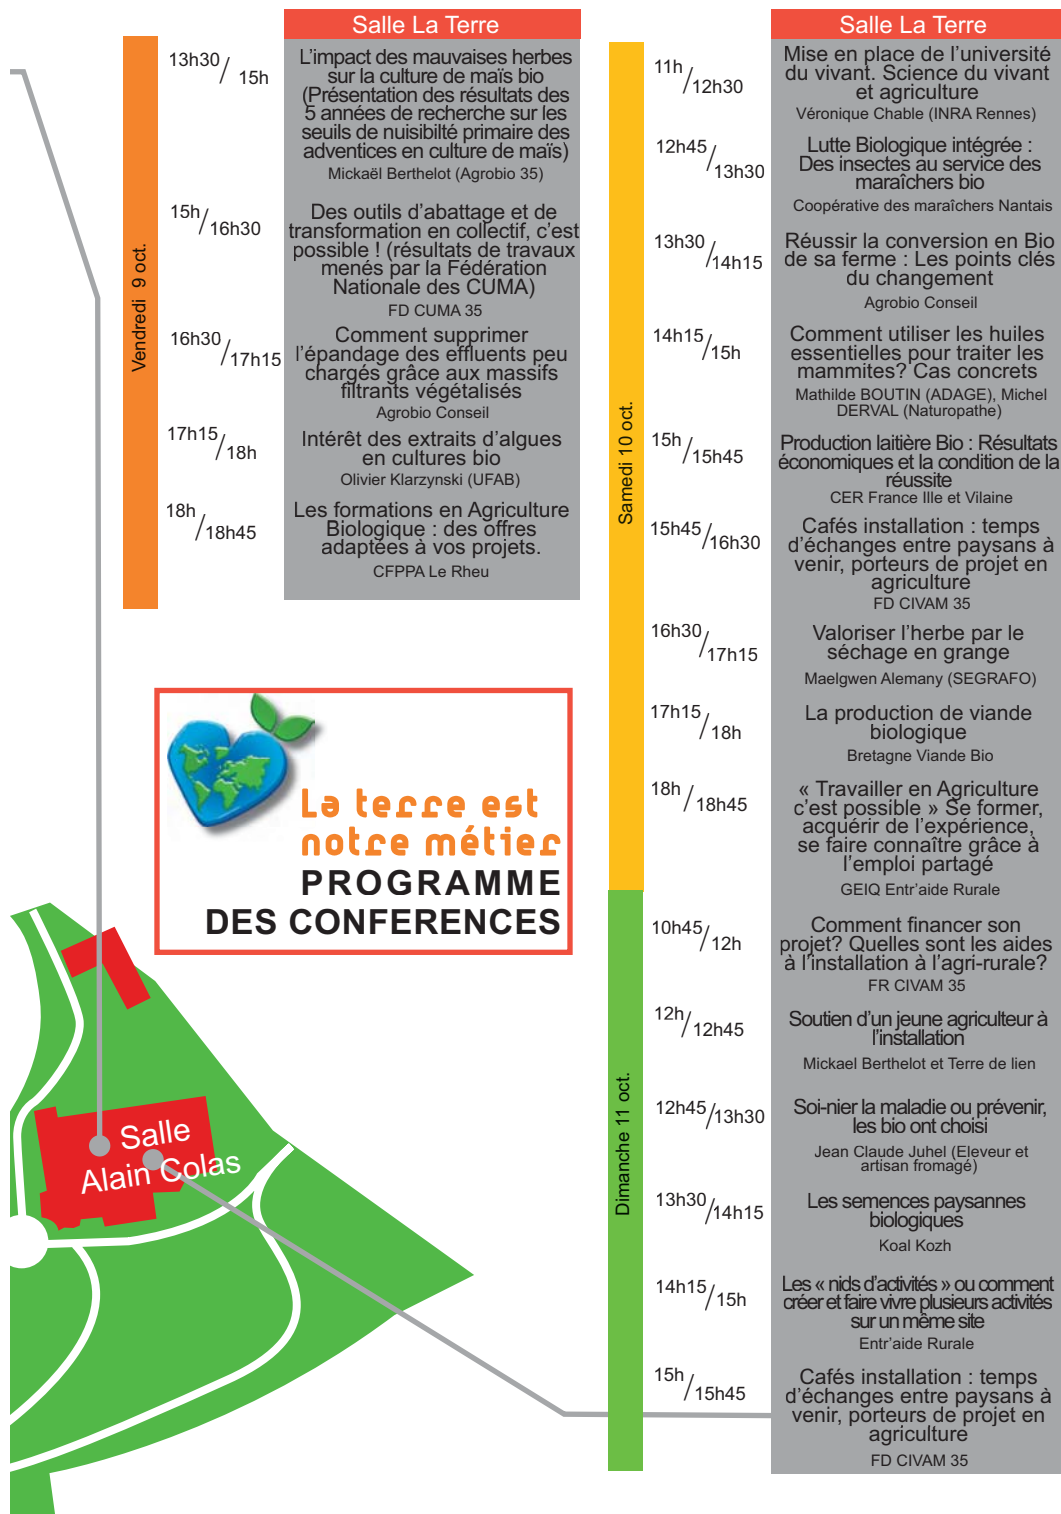 Salle La Terre
Vendredi 9 oct.
13h30/15h
L'impact des mauvaises herbes
sur la culture de maïs bio
(Présentation des résultats des
5 années de recherche sur les
seuils de nuisibilté primaire des
adventices en culture de maïs)
Mickaël Berthelot (Agrobio 35)
15h/16h30
Des outils d'abattage et de
transformation en collectif, c'est
possible ! (résultats de travaux
menés par la Fédération
Nationale des CUMA)
FD CUMA 35
16h30/17h15
Comment supprimer
l'épandage des effluents peu
chargés grâce aux massifs
filtrants végétalisés
Agrobio Conseil
17h15/18h
Intérêt des extraits d'algues
en cultures bio
Olivier Klarzynski (UFAB)
18h/18h45
Les formations en Agriculture
Biologique : des offres
adaptées à vos projets.
CFPPA Le Rheu
La terre est
notre métier
PROGRAMME
DES CONFERENCES
Salle
Alain Colas
Salle La Terre
Samedi 10 oct.
11h/12h30
Mise en place de l'université
du vivant. Science du vivant
et agriculture
Véronique Chable (INRA Rennes)
12h45/13h30
Lutte Biologique intégrée :
Des insectes au service des
maraîchers bio
Coopérative des maraîchers Nantais
13h30/14h15
Réussir la conversion en Bio
de sa ferme : Les points clés
du changement
Agrobio Conseil
14h15/15h
Comment utiliser les huiles
essentielles pour traiter les
mammites? Cas concrets
Mathilde BOUTIN (ADAGE), Michel
DERVAL (Naturopathe)
15h/15h45
Production laitière Bio : Résultats
économiques et la condition de la
réussite
CER France Ille et Vilaine
15h45/16h30
Cafés installation : temps
d'échanges entre paysans à
venir, porteurs de projet en
agriculture
FD CIVAM 35
16h30/17h15
Valoriser l'herbe par le
séchage en grange
Maelgwen Alemany (SEGRAFO)
17h15/18h
La production de viande
biologique
Bretagne Viande Bio
18h/18h45
« Travailler en Agriculture
c'est possible » Se former,
acquérir de l'expérience,
se faire connaître grâce à
l'emploi partagé
GEIQ Entr'aide Rurale
Dimanche 11 oct.
10h45/12h
Comment financer son
projet? Quelles sont les aides
à l'installation à l'agri-rurale?
FR CIVAM 35
12h/12h45
Soutien d'un jeune agriculteur à
l'installation
Mickael Berthelot et Terre de lien
12h45/13h30
Soi-nier la maladie ou prévenir,
les bio ont choisi
Jean Claude Juhel (Eleveur et
artisan fromagé)
13h30/14h15
Les semences paysannes
biologiques
Koal Kozh
14h15/15h
Les « nids d'activités » ou comment
créer et faire vivre plusieurs activités
sur un même site
Entr'aide Rurale
15h/15h45
Cafés installation : temps
d'échanges entre paysans à
venir, porteurs de projet en
agriculture
FD CIVAM 35